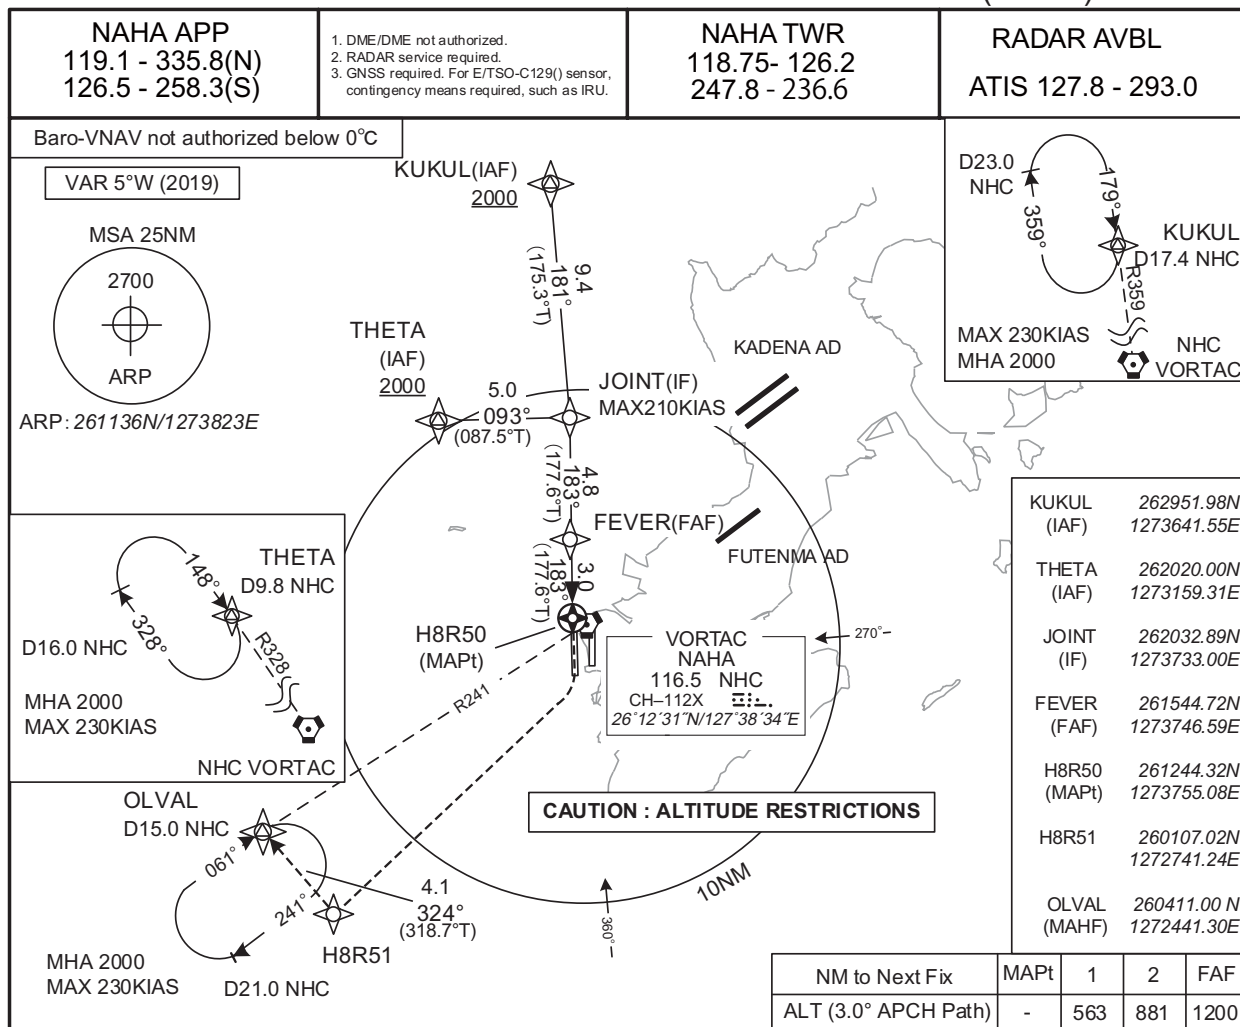 NAHA APP
119.1 - 335.8(N)
126.5 - 258.3(S)
1. DME/DME not authorized.
2. RADAR service required.
3. GNSS required. For E/TSO-C129() sensor,
contingency means required, such as IRU.
NAHA TWR
118.75- 126.2
247.8 - 236.6
RADAR AVBL
ATIS 127.8 - 293.0
Baro-VNAV not authorized below 0°C
VAR 5°W (2019)
MSA 25NM
2700
ARP
ARP: 261136N/1273823E
KUKUL(IAF)
2000
9.4
181°
(175.3°T)
THETA
(IAF)
2000
5.0
093°
(087.5°T)
JOINT(IF)
MAX210KIAS
KADENA AD
4.8
183°
(177.6°T)
FEVER(FAF)
FUTENMA AD
3.0
183°
(177.6°T)
H8R50
(MAPt)
VORTAC
NAHA
116.5 NHC
CH–112X
26°12´31˝N/127°38´34˝E
270°
D23.0
NHC
179°
359°
KUKUL
D17.4 NHC
R359
MAX 230KIAS
MHA 2000
NHC
VORTAC
THETA
D9.8 NHC
148°
328°
D16.0 NHC
R328
MHA 2000
MAX 230KIAS
NHC VORTAC
R241
OLVAL
D15.0 NHC
061°
241°
4.1
324°
(318.7°T)
H8R51
MHA 2000
MAX 230KIAS
D21.0 NHC
CAUTION : ALTITUDE RESTRICTIONS
10NM
360°
KUKUL 262951.98N
(IAF) 1273641.55E
THETA 262020.00N
(IAF) 1273159.31E
JOINT 262032.89N
(IF) 1273733.00E
FEVER 261544.72N
(FAF) 1273746.59E
H8R50 261244.32N
(MAPt) 1273755.08E
H8R51 260107.02N
1272741.24E
OLVAL 260411.00 N
(MAHF) 1272441.30E
NM to Next Fix MAPt 1 2 FAF
ALT (3.0° APCH Path) - 563 881 1200